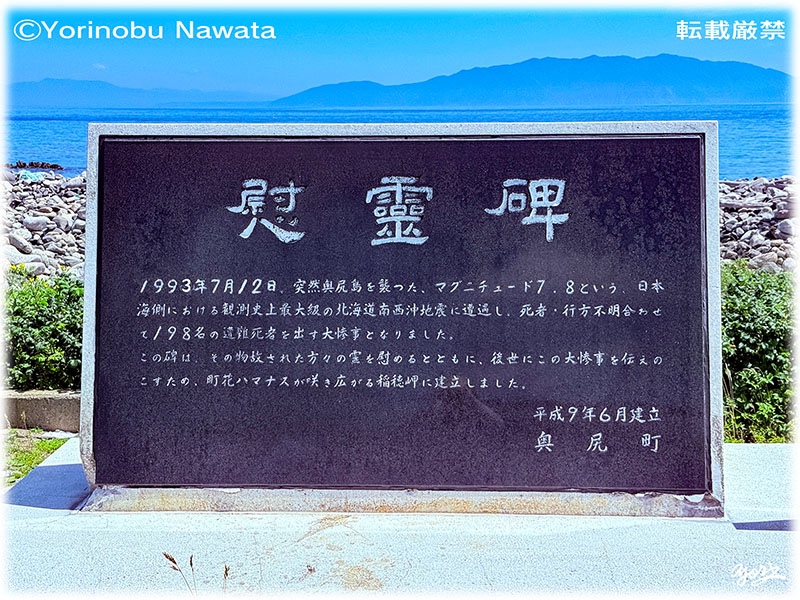 ©Yorinobu Nawata
転載厳禁
慰霊碑
1993年7月12日、突然奥尻島を襲った、マグニチュード7.8という、日本
海側における観測史上最大級の北海道南西沖地震に遭遇し、死者・行方不明合わせ
て198名の遭難死者を出す大惨事となりました。
この碑は、その物故された方々の霊を慰めるとともに、後世にこの大惨事を伝えの
こすため、町花ハマナスが咲き広がる稲穂岬に建立しました。
平成9年6月建立
奥尻町